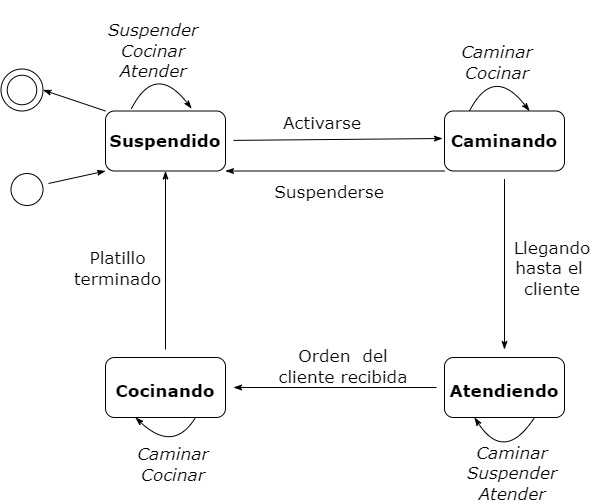 Suspender
Cocinar
Atender
Caminar
Cocinar
Suspendido
Activarse
Caminando
Suspenderse
Platillo
terminado
Llegando
hasta el
cliente
Orden del
cliente recibida
Cocinando
Atendiendo
Caminar
Cocinar
Caminar
Suspender
Atender